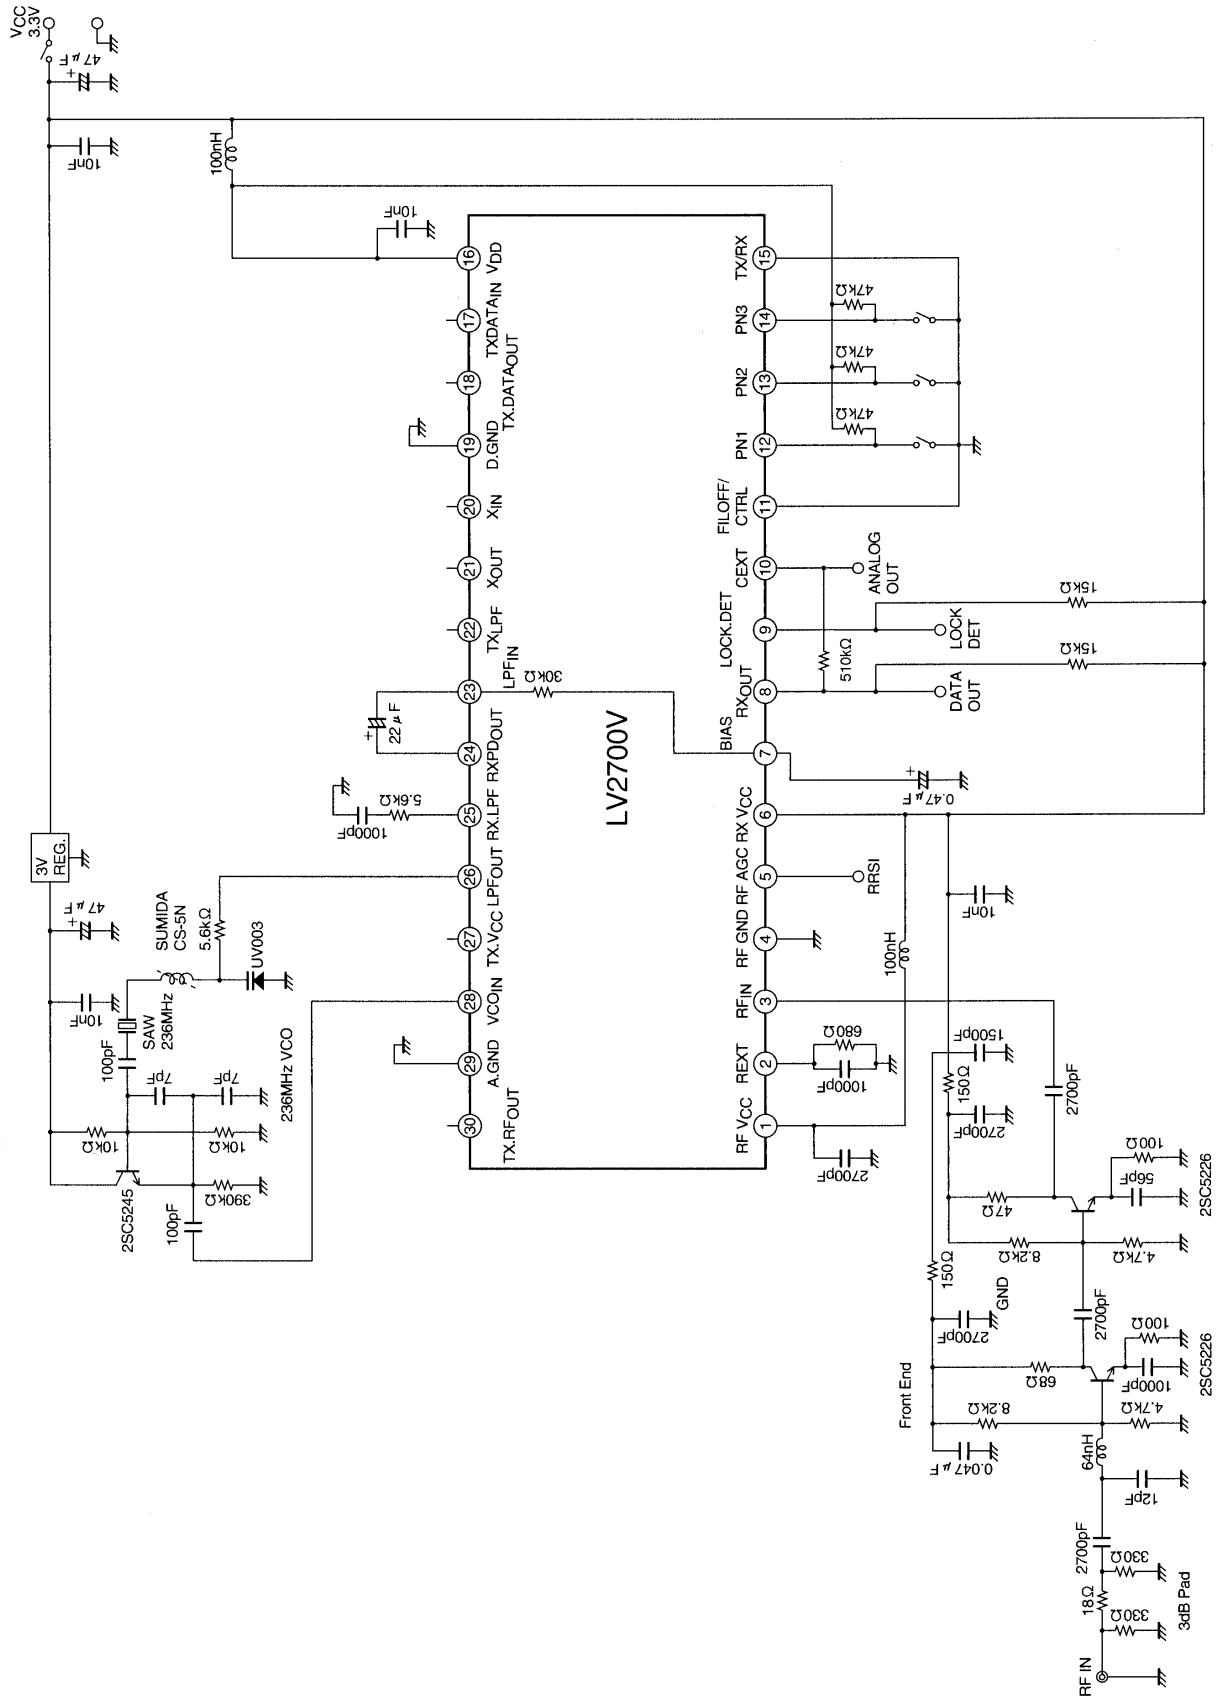 VCC
3.3V
47μF
10nF
100nH
10nF
3V
REG.
47μF
10nF
SUMIDA
CS-5N
SAW
236MHz
100pF
5.6kΩ
UV003
7pF
7pF
236MHz VCO
10kΩ
10kΩ
2SC5245
390kΩ
100pF
1000pF
5.6kΩ
22μF
+
30kΩ
LV2700V
16
VDD
17
TXDATAIN
18
TX.DATAOUT
19
D.GND
20
XIN
21
XOUT
22
TXLPF
23
LPFIN
24
RXPDOUT
25
RX.LPF
26
LPFOUT
27
TX.VCC
28
VCOIN
29
A.GND
30
TX.RFOUT
15
TX/RX
14
PN3
13
PN2
12
PN1
11
FILOFF/
CTRL
10
CEXT
9
LOCK.DET
8
RXOUT
7
BIAS
6
RX VCC
5
RF AGC
4
RF GND
3
RFIN
2
REXT
1
RF VCC
47kΩ
47kΩ
47kΩ
ANALOG
OUT
510kΩ
LOCK
DET
15kΩ
DATA
OUT
15kΩ
+
0.47μF
RRSI
10nF
100nH
680Ω
1000pF
2700pF
1500pF
150Ω
2700pF
2700pF
47Ω
100Ω
56pF
2SC5226
8.2kΩ
4.7kΩ
150Ω
GND
2700pF
2700pF
68Ω
100Ω
1000pF
2SC5226
Front End
8.2kΩ
4.7kΩ
0.047μF
64nH
12pF
2700pF
330Ω
18Ω
330Ω
3dB Pad
RF IN